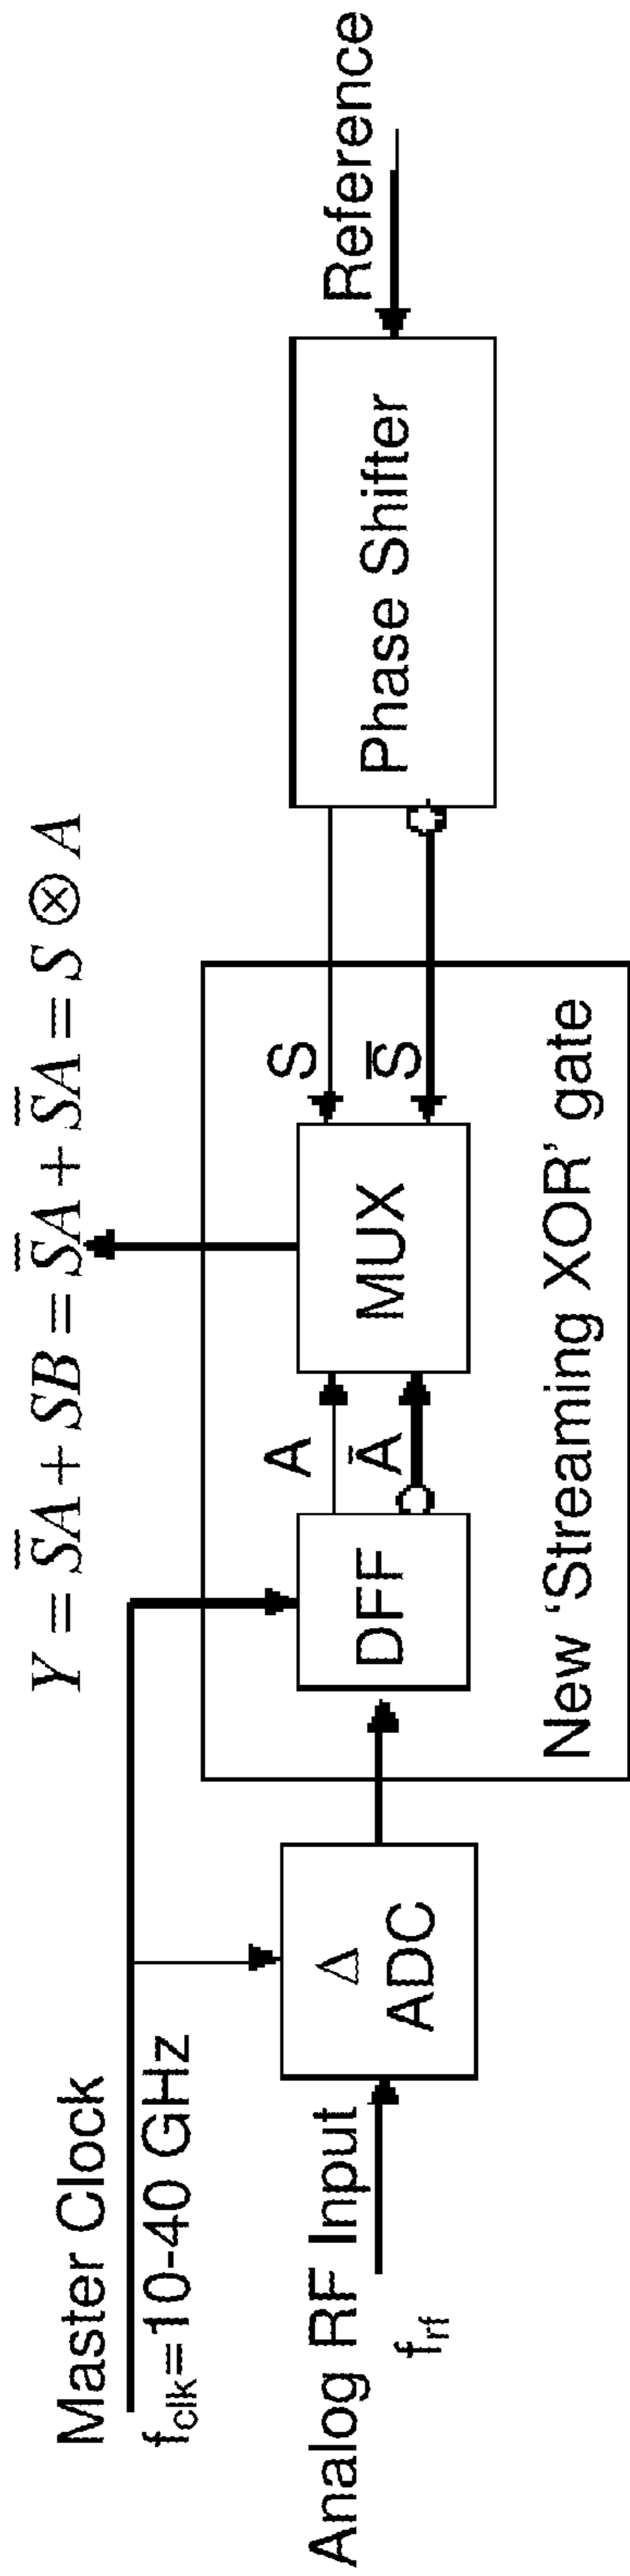 Master Clock
f_clk=10-40 GHz
Y = S̅A + SB = S̅A + S̅A = S ⊗ A
Analog RF Input
f_rf
Δ
ADC
DFF
A
A̅
MUX
S
S̅
Phase Shifter
Reference
New 'Streaming XOR' gate